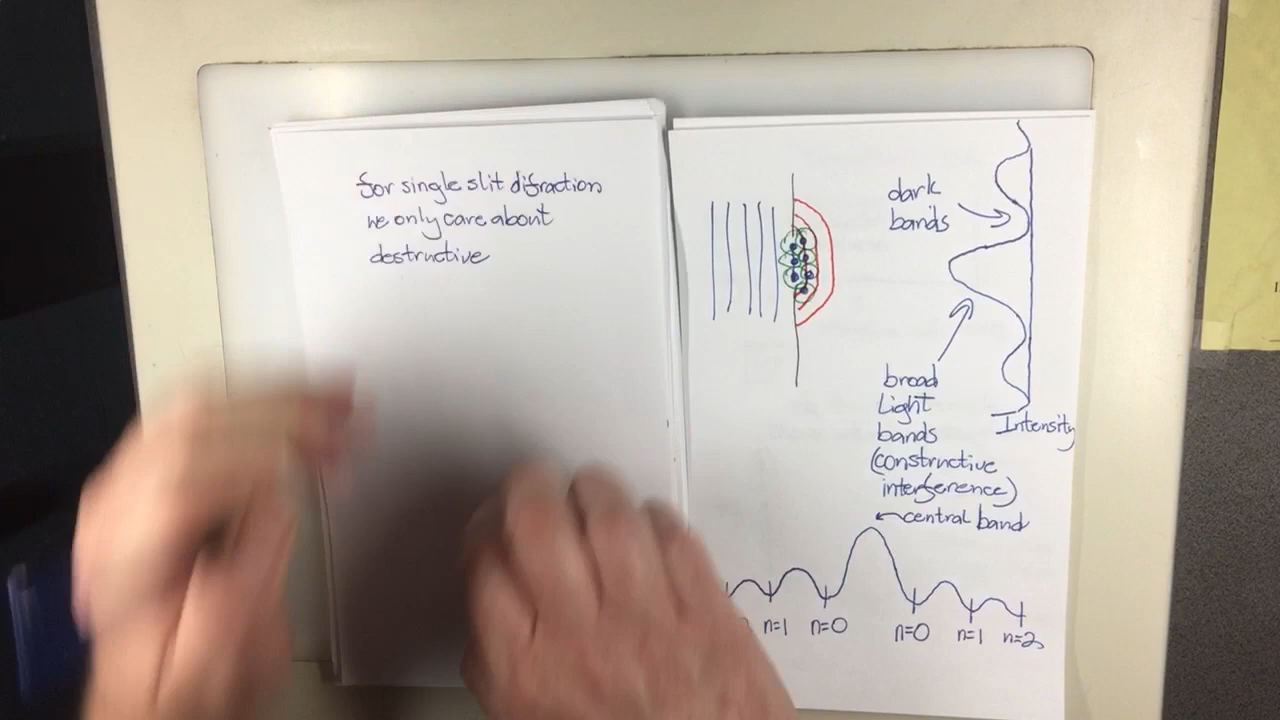 for single slit difraction
we only care about
destructive
dark
bands
broad
light
bands
(constructive
interference)
Intensity
central band
n=1 n=0 n=0 n=1 n=2